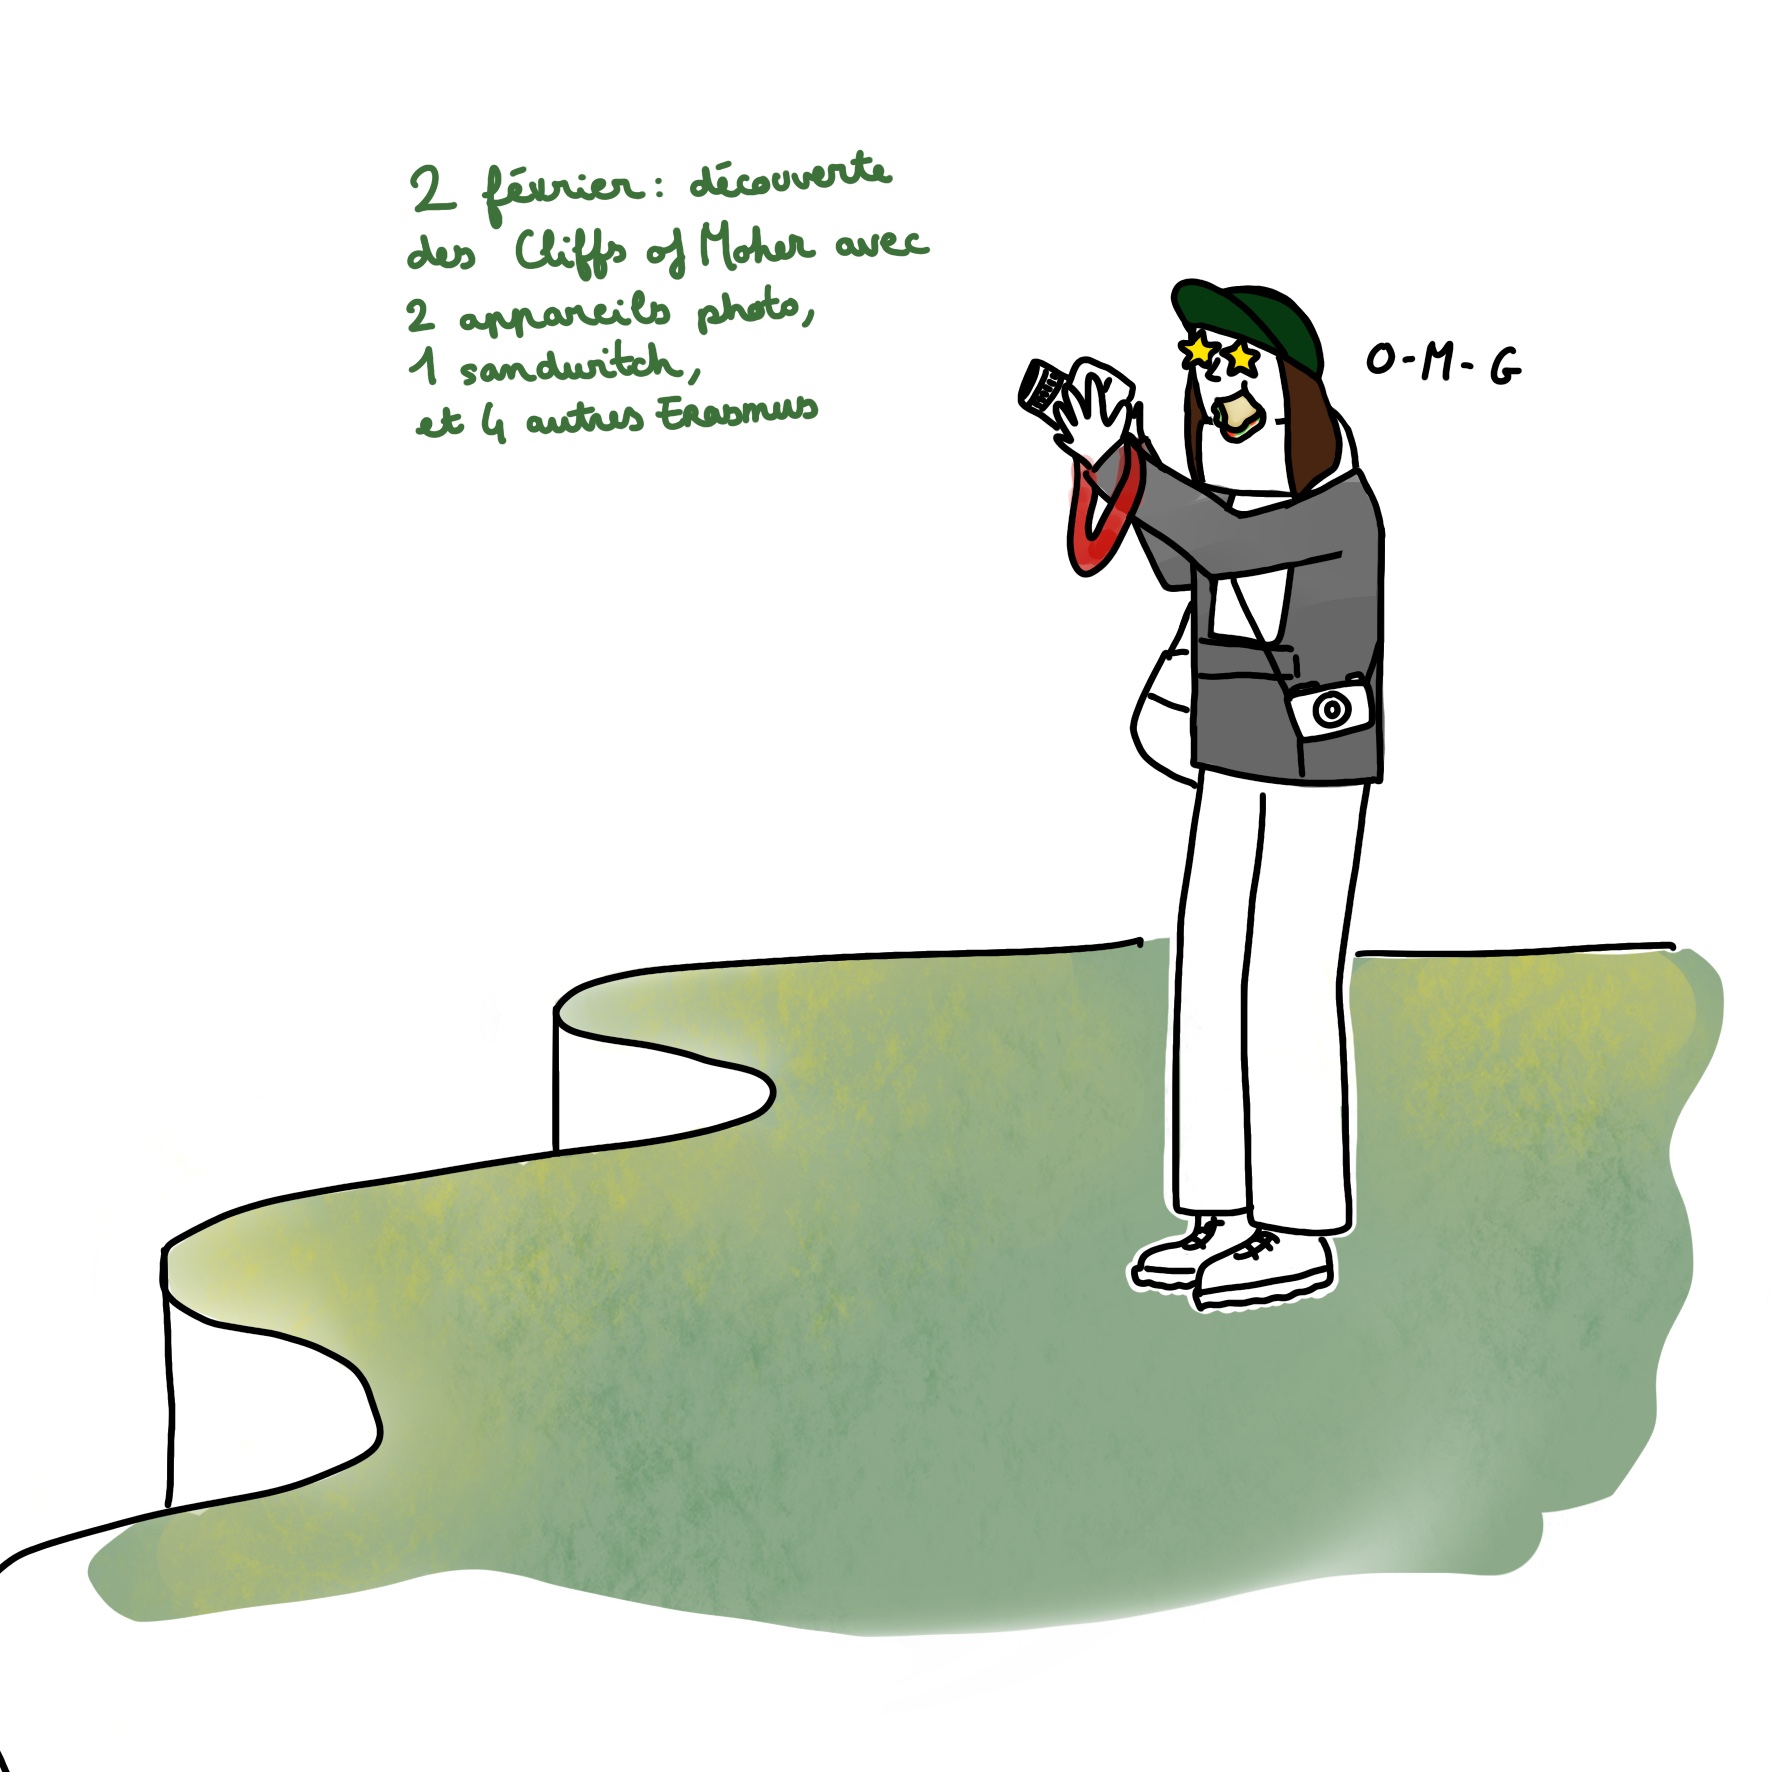 2 février : découverte
des Cliffs of Moher avec
2 appareils photo,
1 sandwitch,
et 4 autres Erasmus
O-M-G